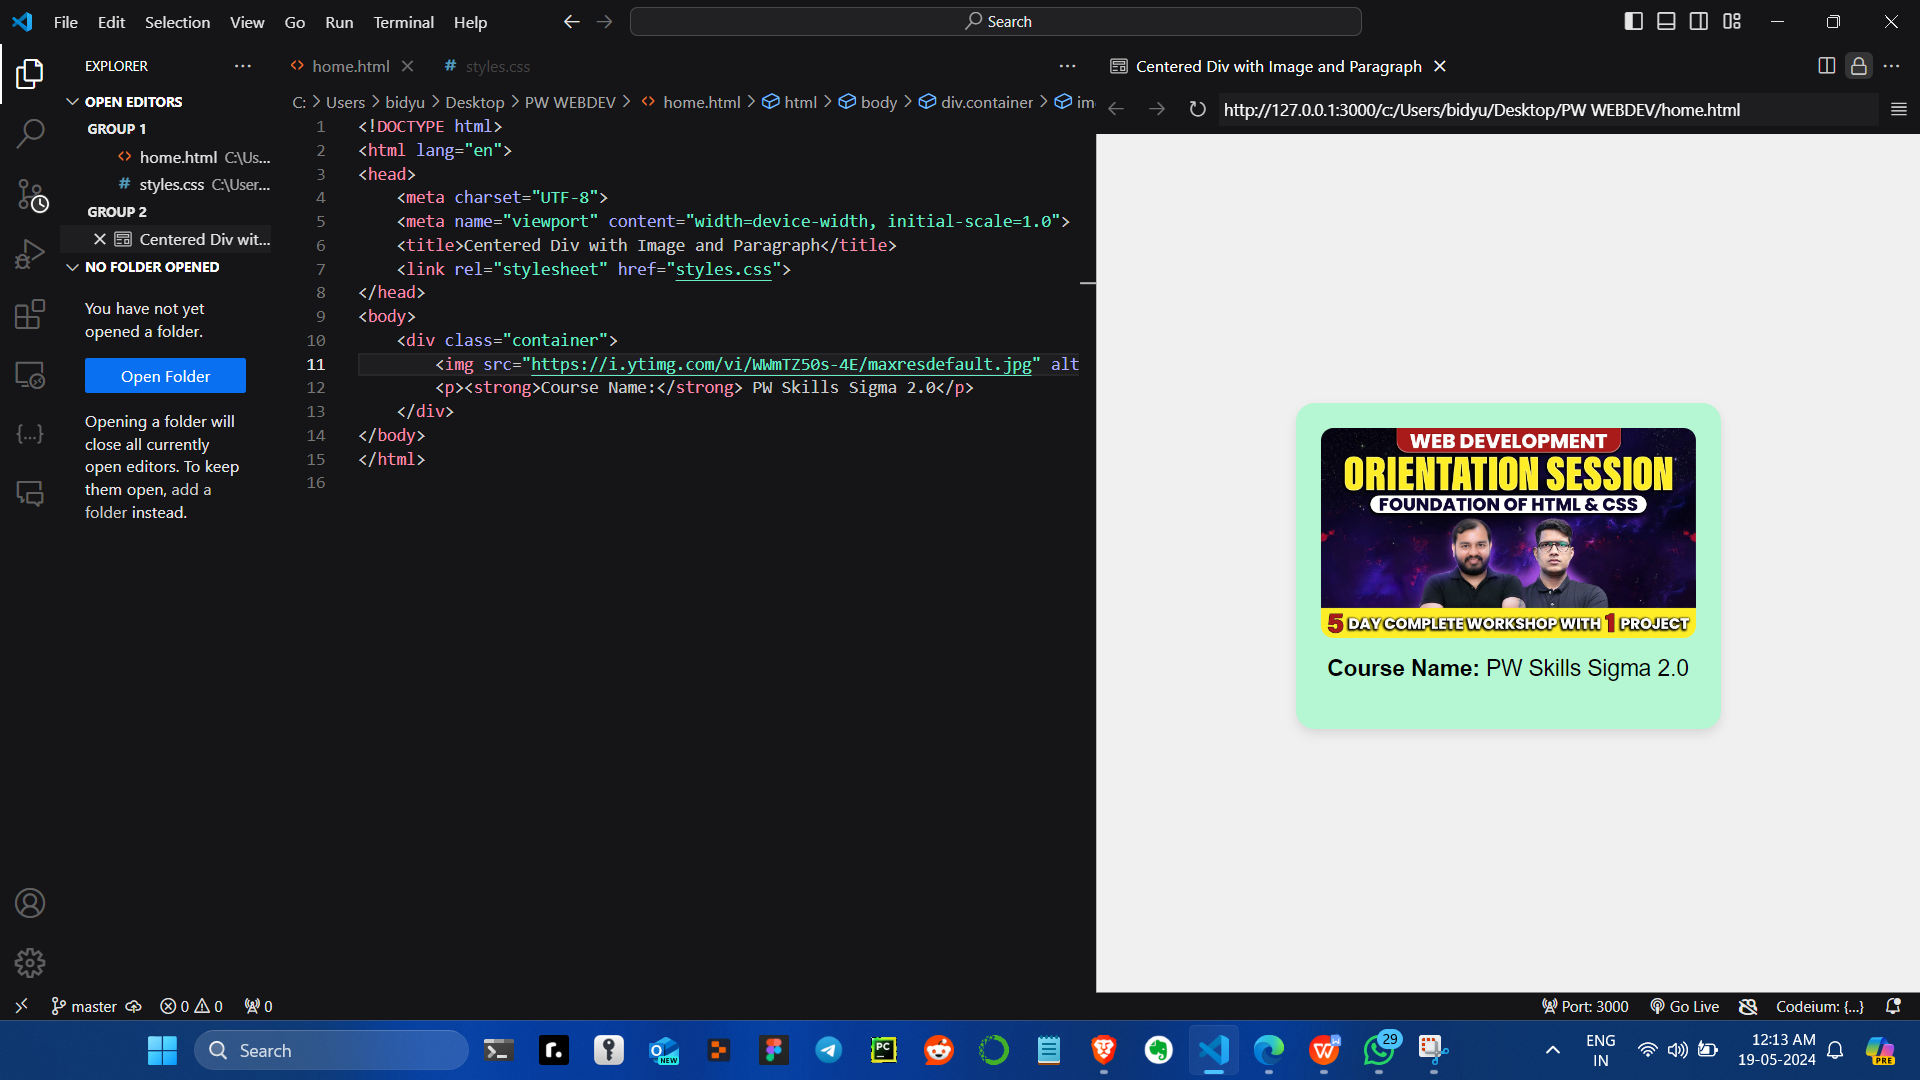 File Edit Selection View Go Run Terminal Help
Search
EXPLORER
OPEN EDITORS
GROUP 1
home.html C:\Us...
styles.css C:\User...
GROUP 2
Centered Div wit...
NO FOLDER OPENED
You have not yet
opened a folder.
Open Folder
Opening a folder will
close all currently
open editors. To keep
them open, add a
folder instead.
home.html
styles.css
C: > Users > bidyu > Desktop > PW WEBDEV > home.html > html > body > div.container > im
1 <!DOCTYPE html>
2 <html lang="en">
3 <head>
4 <meta charset="UTF-8">
5 <meta name="viewport" content="width=device-width, initial-scale=1.0">
6 <title>Centered Div with Image and Paragraph</title>
7 <link rel="stylesheet" href="styles.css">
8 </head>
9 <body>
10 <div class="container">
11 <img src="https://i.ytimg.com/vi/WWmTZ50s-4E/maxresdefault.jpg" alt
12 <p><strong>Course Name:</strong> PW Skills Sigma 2.0</p>
13 </div>
14 </body>
15 </html>
16
Centered Div with Image and Paragraph
http://127.0.0.1:3000/c:/Users/bidyu/Desktop/PW WEBDEV/home.html
WEB DEVELOPMENT
ORIENTATION SESSION
FOUNDATION OF HTML & CSS
5 DAY COMPLETE WORKSHOP WITH 1 PROJECT
Course Name: PW Skills Sigma 2.0
master 0 0 0
Port: 3000 Go Live Codeium: {...}
Search
NEW
PC
29
ENG
IN
12:13 AM
19-05-2024
PRE